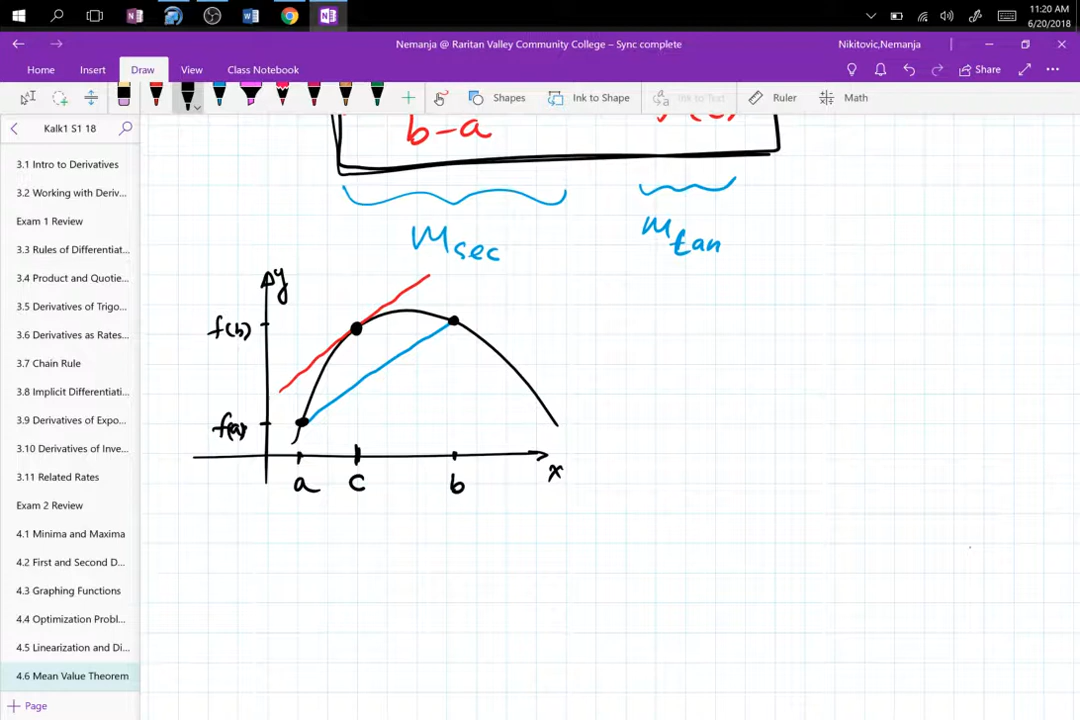 11:20 AM
6/20/2018
Nemanja @ Raritan Valley Community College – Sync complete
Nikitovic,Nemanja
Home Insert Draw View Class Notebook
Share
Shapes Ink to Shape Ink to Text Ruler Math
Kalk1 S1 18
3.1 Intro to Derivatives
3.2 Working with Deriv...
Exam 1 Review
3.3 Rules of Differentiat...
3.4 Product and Quotie...
3.5 Derivatives of Trigo...
3.6 Derivatives as Rates...
3.7 Chain Rule
3.8 Implicit Differentiati...
3.9 Derivatives of Expo...
3.10 Derivatives of Inve...
3.11 Related Rates
Exam 2 Review
4.1 Minima and Maxima
4.2 First and Second D...
4.3 Graphing Functions
4.4 Optimization Probl...
4.5 Linearization and Di...
4.6 Mean Value Theorem
Page
b-a
Msec
mtan
y
f(b)
f(a)
a c b x